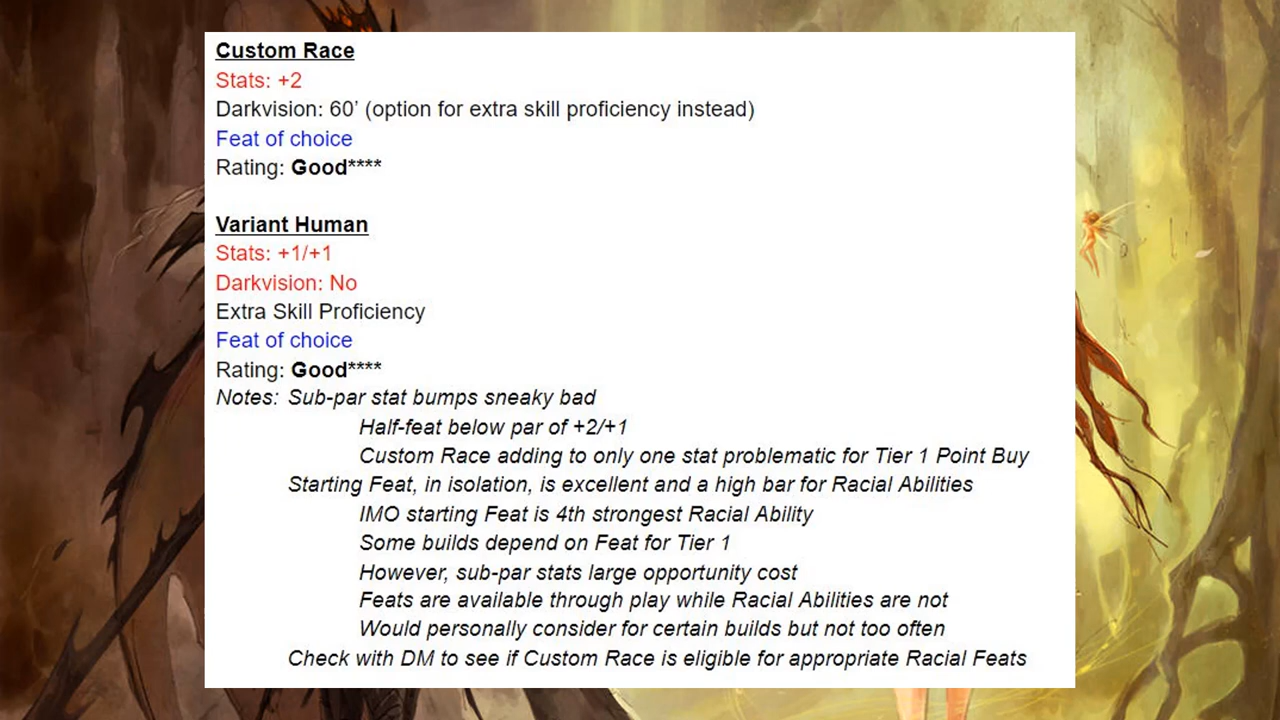 Custom Race
Stats: +2
Darkvision: 60’ (option for extra skill proficiency instead)
Feat of choice
Rating: Good****
Variant Human
Stats: +1/+1
Darkvision: No
Extra Skill Proficiency
Feat of choice
Rating: Good****
Notes: Sub-par stat bumps sneaky bad
Half-feat below par of +2/+1
Custom Race adding to only one stat problematic for Tier 1 Point Buy
Starting Feat, in isolation, is excellent and a high bar for Racial Abilities
IMO starting Feat is 4th strongest Racial Ability
Some builds depend on Feat for Tier 1
However, sub-par stats large opportunity cost
Feats are available through play while Racial Abilities are not
Would personally consider for certain builds but not too often
Check with DM to see if Custom Race is eligible for appropriate Racial Feats